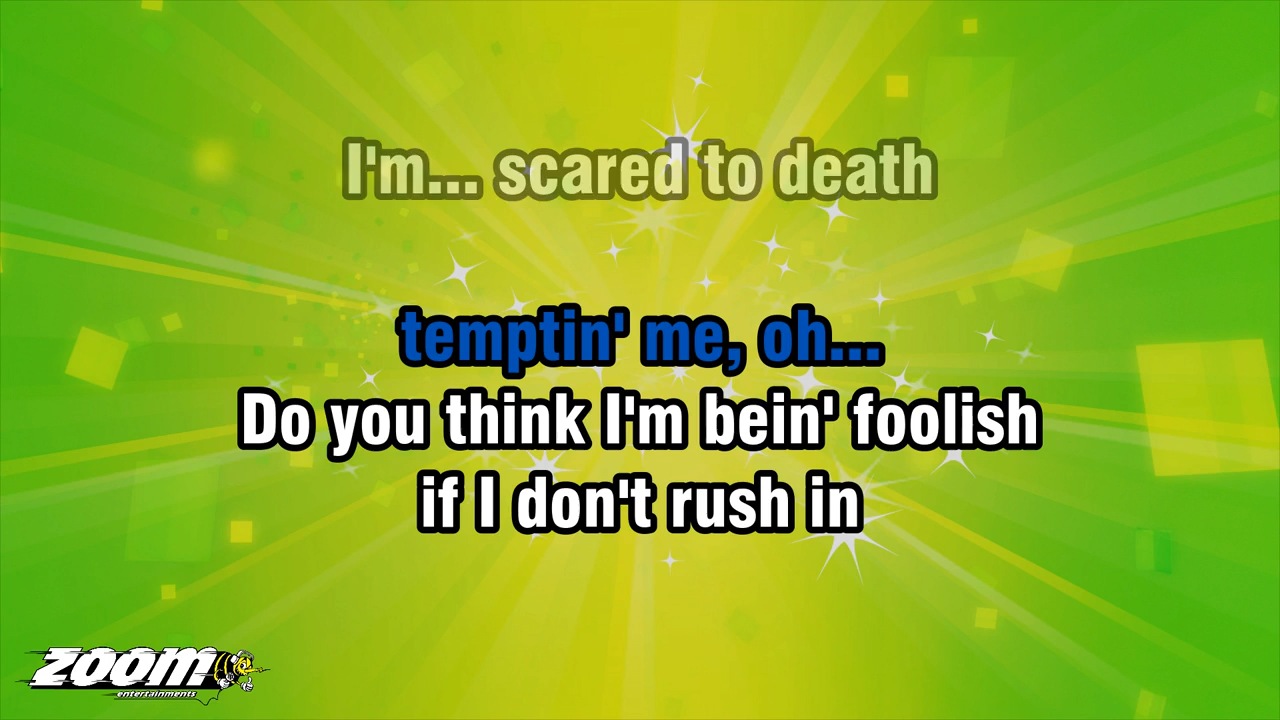 I'm... scared to death
temptin' me, oh...
Do you think I'm bein' foolish
if I don't rush in
zoom
entertainments